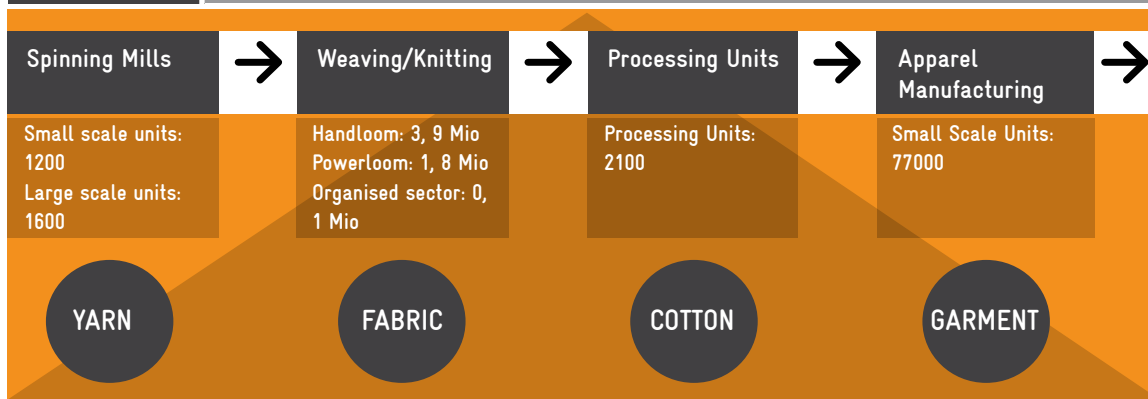 Spinning Mills
Weaving/Knitting
Processing Units
Apparel
Manufacturing
Small scale units:
1200
Large scale units:
1600
Handloom: 3, 9 Mio
Powerloom: 1, 8 Mio
Organised sector: 0,
1 Mio
Processing Units:
2100
Small Scale Units:
77000
YARN
FABRIC
COTTON
GARMENT